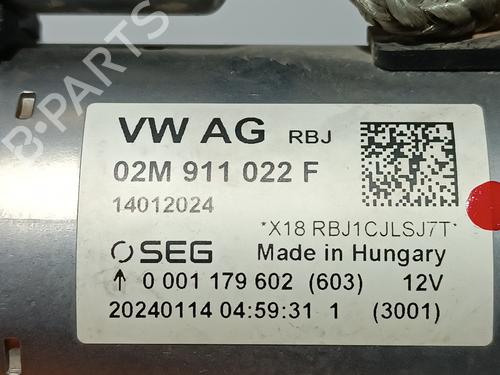 VW AG RBJ
02M 911 022 F
14012024
*X18 RBJ1CJLSJ7T*
SEG Made in Hungary
↑ 0 001 179 602 (603) 12V
20240114 04:59:31 1 (3001)
B-PARTS